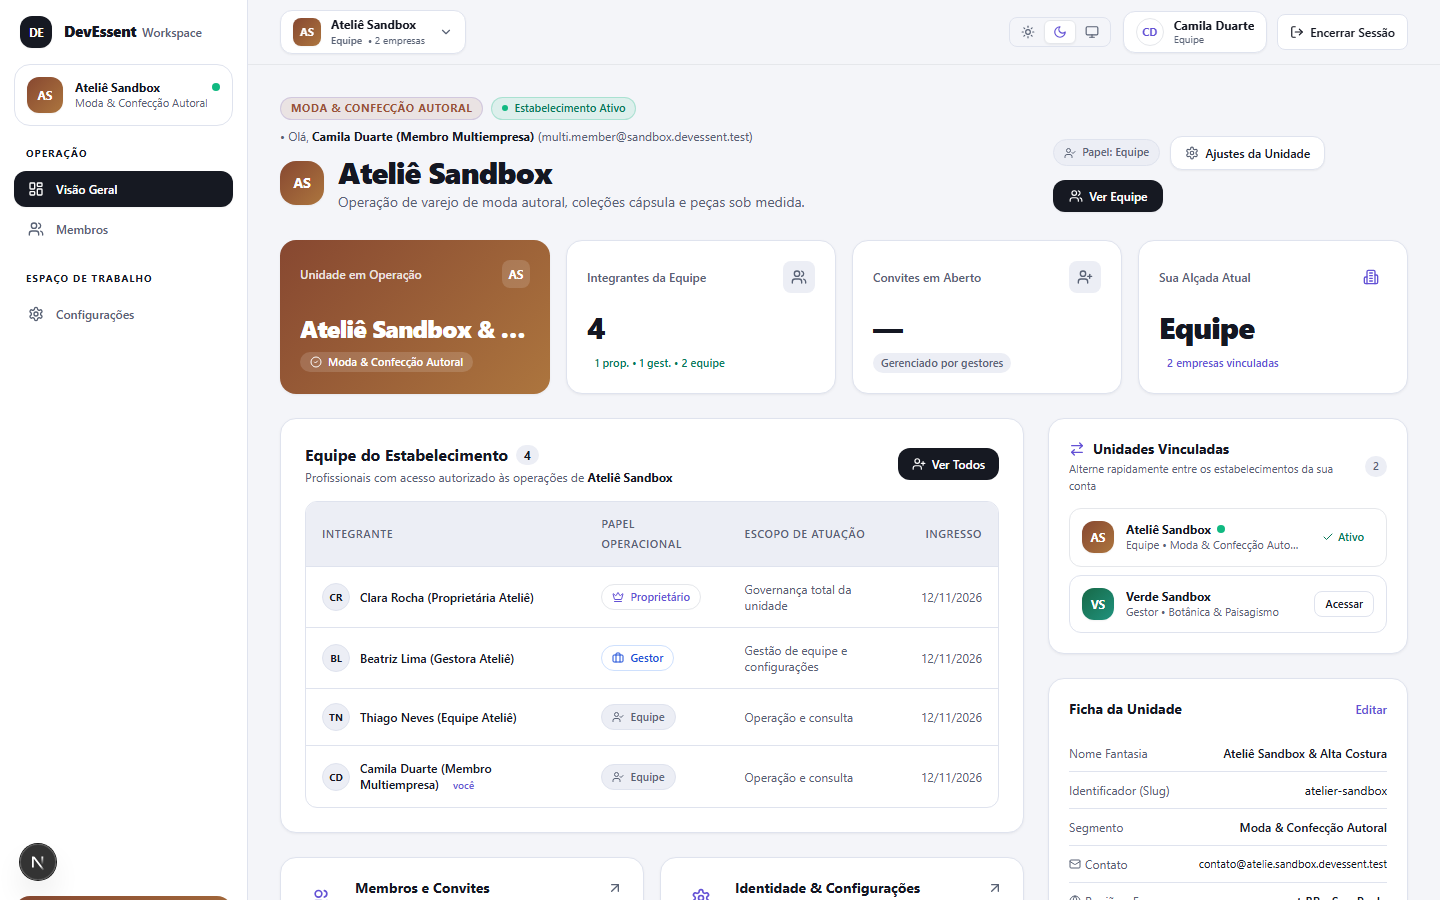 DE DevEssent Workspace
AS Ateliê Sandbox
Moda & Confecção Autoral
OPERAÇÃO
Visão Geral
Membros
ESPAÇO DE TRABALHO
Configurações
N
AS Ateliê Sandbox
Equipe • 2 empresas
CD Camila Duarte
Equipe
Encerrar Sessão
MODA & CONFECÇÃO AUTORAL
Estabelecimento Ativo
• Olá, Camila Duarte (Membro Multiempresa) (multi.member@sandbox.devessent.test)
AS Ateliê Sandbox
Operação de varejo de moda autoral, coleções cápsula e peças sob medida.
Papel: Equipe
Ajustes da Unidade
Ver Equipe
Unidade em Operação AS
Ateliê Sandbox & ...
Moda & Confecção Autoral
Integrantes da Equipe
4
1 prop. • 1 gest. • 2 equipe
Convites em Aberto
—
Gerenciado por gestores
Sua Alçada Atual
Equipe
2 empresas vinculadas
Equipe do Estabelecimento 4
Profissionais com acesso autorizado às operações de Ateliê Sandbox
Ver Todos
INTEGRANTE
PAPEL
OPERACIONAL
ESCOPO DE ATUAÇÃO
INGRESSO
CR Clara Rocha (Proprietária Ateliê)
Proprietário
Governança total da
unidade
12/11/2026
BL Beatriz Lima (Gestora Ateliê)
Gestor
Gestão de equipe e
configurações
12/11/2026
TN Thiago Neves (Equipe Ateliê)
Equipe
Operação e consulta
12/11/2026
CD Camila Duarte (Membro
Multiempresa) você
Equipe
Operação e consulta
12/11/2026
Membros e Convites
Identidade & Configurações
Unidades Vinculadas
Alterne rapidamente entre os estabelecimentos da sua
conta
2
AS Ateliê Sandbox
Equipe • Moda & Confecção Auto...
Ativo
VS Verde Sandbox
Gestor • Botânica & Paisagismo
Acessar
Ficha da Unidade Editar
Nome Fantasia Ateliê Sandbox & Alta Costura
Identificador (Slug) atelier-sandbox
Segmento Moda & Confecção Autoral
Contato contato@atelie.sandbox.devessent.test